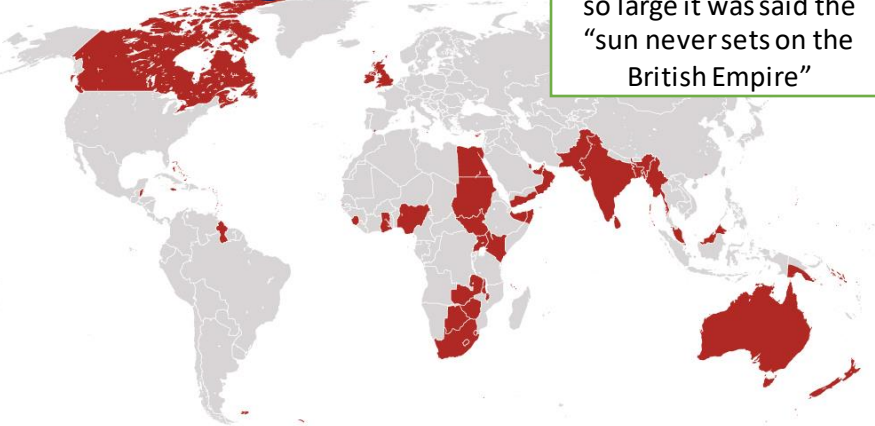 so large it was said the
“sun never sets on the
British Empire”